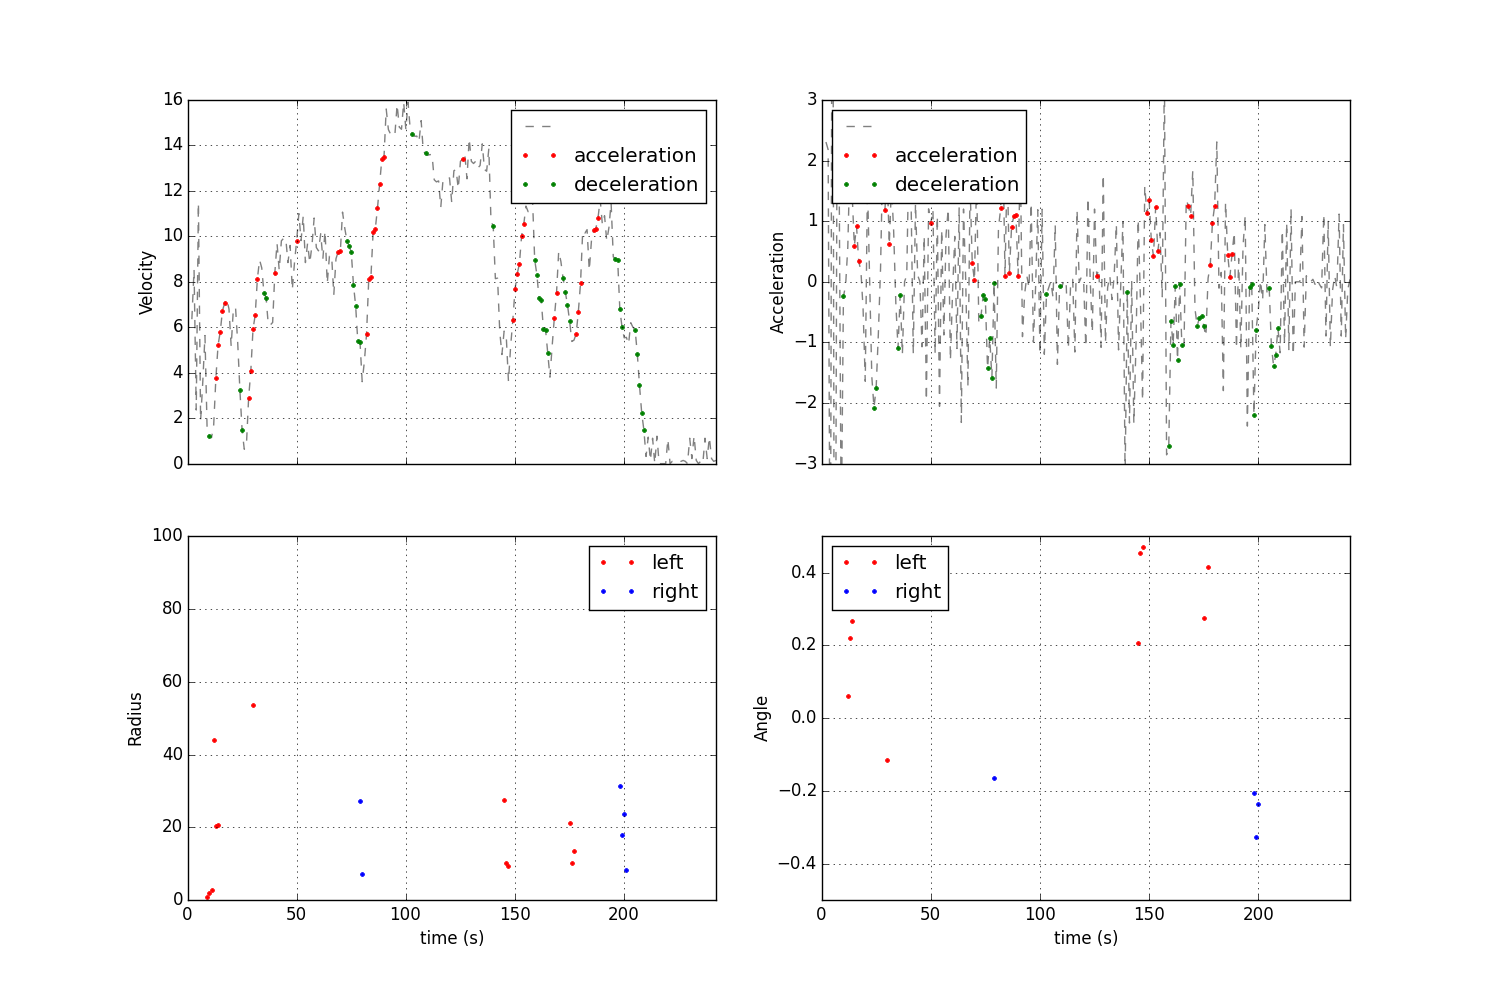 16
14
12
10
8
6
4
2
0
Velocity
acceleration
deceleration
3
2
1
0
−1
−2
−3
Acceleration
acceleration
deceleration
100
80
60
40
20
0
Radius
0 50 100 150 200
time (s)
left
right
0.4
0.2
0.0
−0.2
−0.4
Angle
0 50 100 150 200
time (s)
left
right